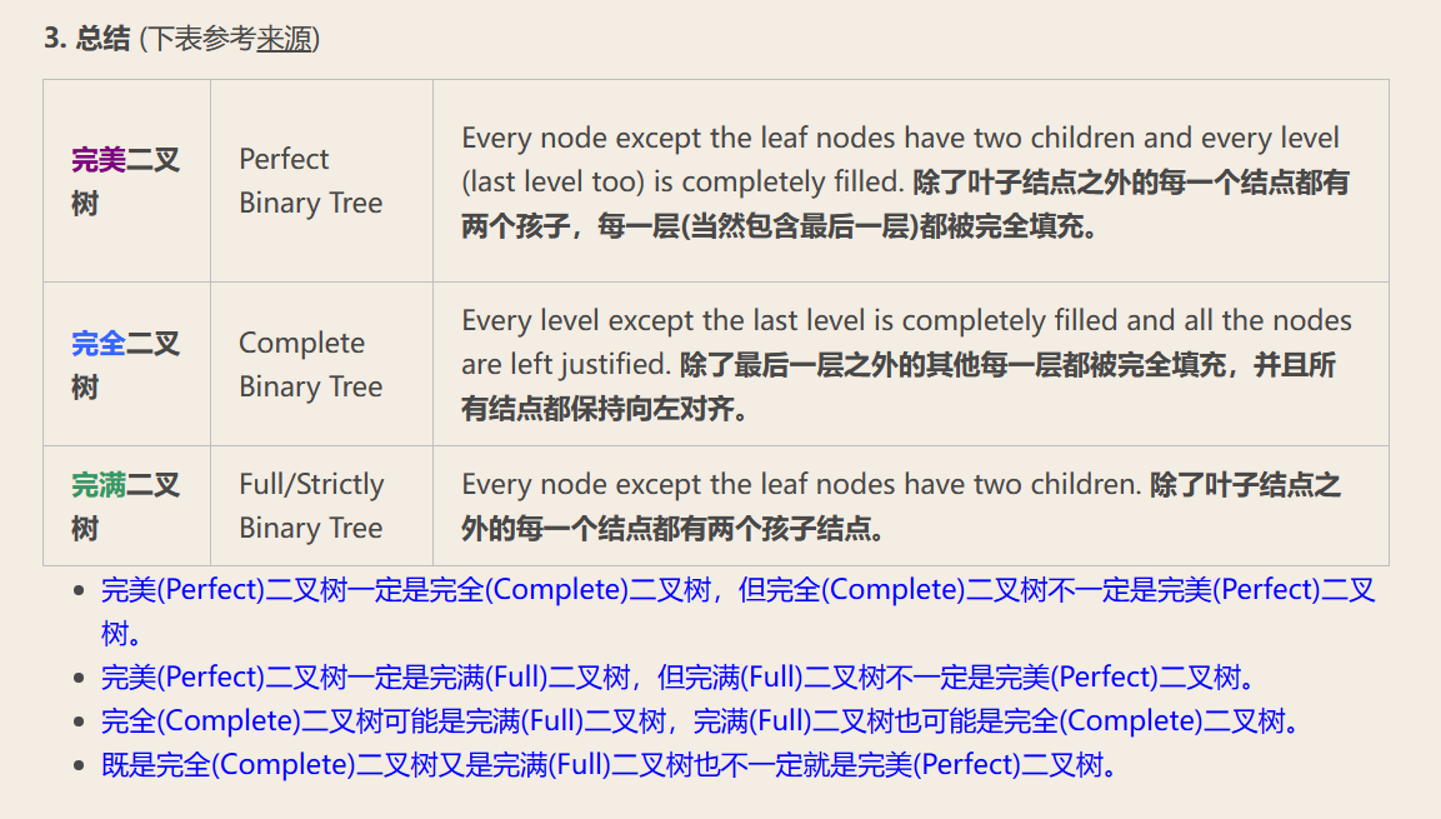 3. 总结 (下表参考来源)
完美二叉
树
Perfect
Binary Tree
Every node except the leaf nodes have two children and every level
(last level too) is completely filled. 除了叶子结点之外的每一个结点都有
两个孩子，每一层(当然包含最后一层)都被完全填充。
完全二叉
树
Complete
Binary Tree
Every level except the last level is completely filled and all the nodes
are left justified. 除了最后一层之外的其他每一层都被完全填充，并且所
有结点都保持向左对齐。
完满二叉
树
Full/Strictly
Binary Tree
Every node except the leaf nodes have two children. 除了叶子结点之
外的每一个结点都有两个孩子结点。
• 完美(Perfect)二叉树一定是完全(Complete)二叉树，但完全(Complete)二叉树不一定是完美(Perfect)二叉
树。
• 完美(Perfect)二叉树一定是完满(Full)二叉树，但完满(Full)二叉树不一定是完美(Perfect)二叉树。
• 完全(Complete)二叉树可能是完满(Full)二叉树，完满(Full)二叉树也可能是完全(Complete)二叉树。
• 既是完全(Complete)二叉树又是完满(Full)二叉树也不一定就是完美(Perfect)二叉树。